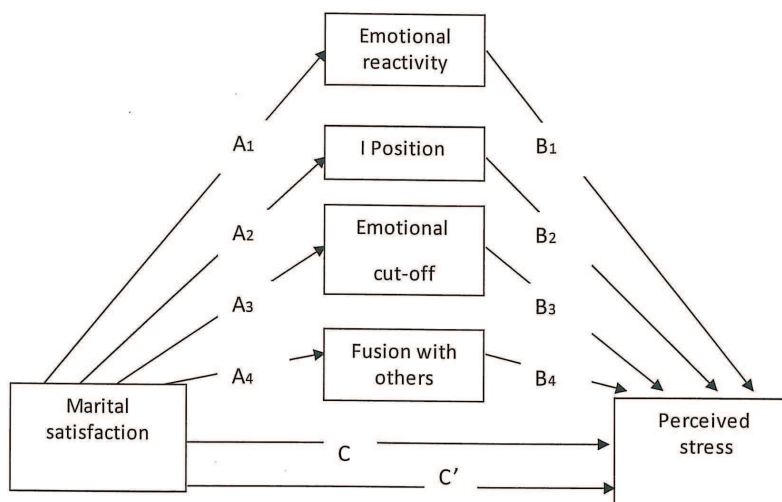 Emotional
reactivity
A1
B1
I Position
A2
B2
Emotional
cut-off
A3
B3
Fusion with
others
A4
B4
Marital
satisfaction
Perceived
stress
C
C'